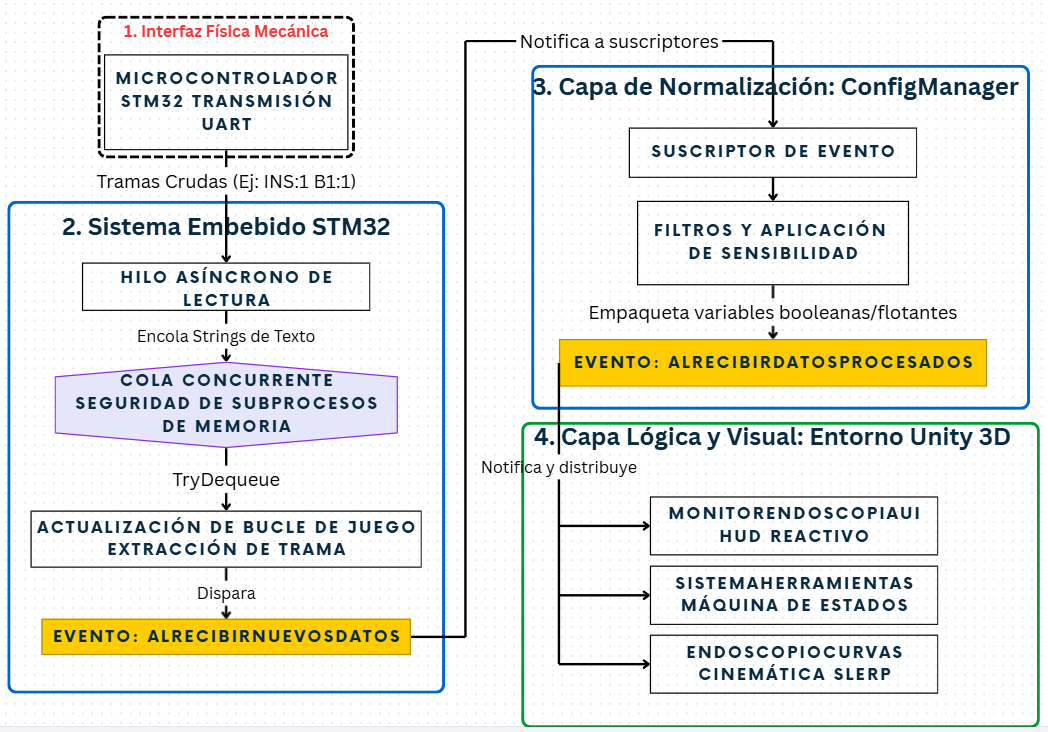 1. Interfaz Física Mecánica
MICROCONTROLADOR
STM32 TRANSMISIÓN
UART
Tramas Crudas (Ej: INS:1 B1:1)
2. Sistema Embebido STM32
HILO ASÍNCRONO DE
LECTURA
Encola Strings de Texto
COLA CONCURRENTE
SEGURIDAD DE SUBPROCESOS
DE MEMORIA
TryDequeue
ACTUALIZACIÓN DE BUCLE DE JUEGO
EXTRACCIÓN DE TRAMA
Dispara
EVENTO: ALRECIBIRNUEVOSDATOS
Notifica a suscriptores
3. Capa de Normalización: ConfigManager
SUSCRIPTOR DE EVENTO
FILTROS Y APLICACIÓN
DE SENSIBILIDAD
Empaqueta variables booleanas/flotantes
EVENTO: ALRECIBIRDATOSPROCESADOS
4. Capa Lógica y Visual: Entorno Unity 3D
Notifica y distribuye
MONITORENDOSCOPIAUI
HUD REACTIVO
SISTEMAHERRAMIENTAS
MÁQUINA DE ESTADOS
ENDOSCOPIOCURVAS
CINEMÁTICA SLERP